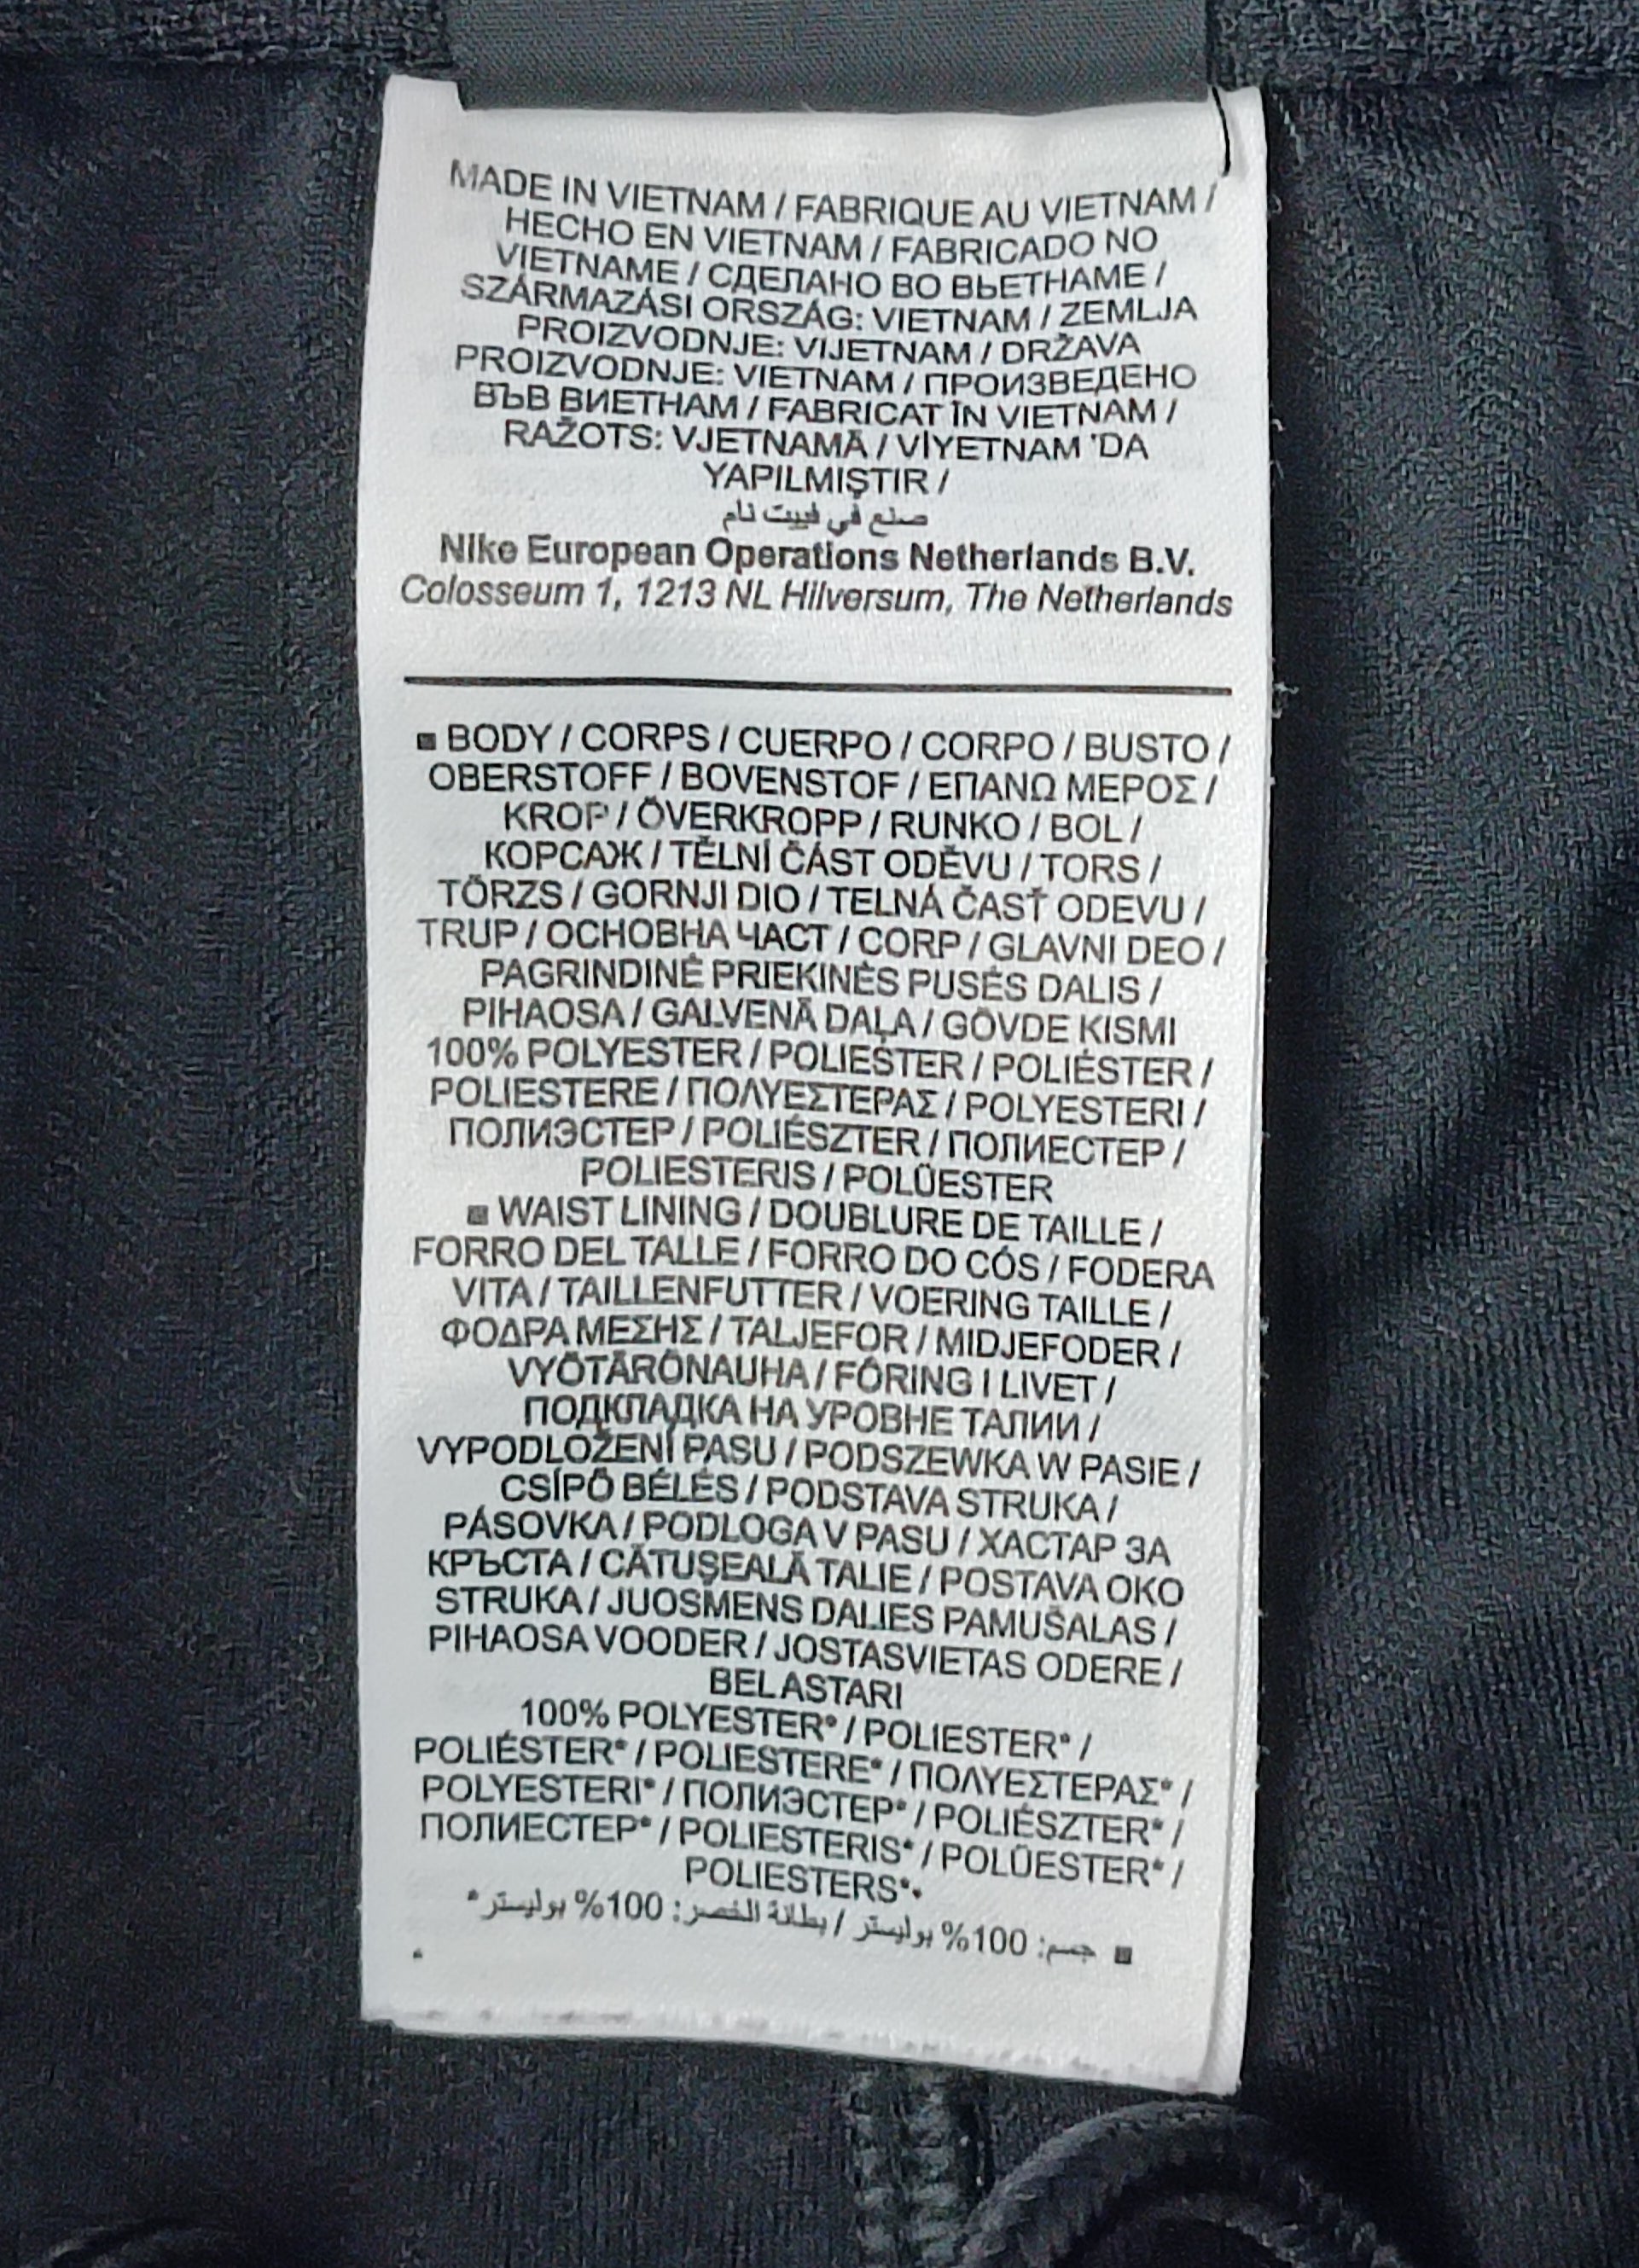 MADE IN VIETNAM / FABRIQUE AU VIETNAM /
HECHO EN VIETNAM / FABRICADO NO
VIETNAME / СДЕЛАНО ВО ВЬЕТНАМЕ /
SZÁRMAZÁSI ORSZÁG: VIETNAM / ZEMLJA
PROIZVODNJE: VIJETNAM / DRŽAVA
PROIZVODNJE: VIETNAM / ПРОИЗВЕДЕНО
ВЪВ ВИЕТНАМ / FABRICAT ÎN VIETNAM /
RAŽOTS: VJETNAMĀ / VİYETNAM 'DA
YAPILMIŞTIR /
صنع في فييت نام
Nike European Operations Netherlands B.V.
Colosseum 1, 1213 NL Hilversum, The Netherlands
■ BODY / CORPS / CUERPO / CORPO / BUSTO /
OBERSTOFF / BOVENSTOF / ΕΠΑΝΩ ΜΕΡΟΣ /
KROP / ÖVERKROPP / RUNKO / BOL /
КОРСАЖ / TĚLNÍ ČÁST ODĚVU / TORS /
TÖRZS / GORNJI DIO / TELNÁ ČASŤ ODEVU /
TRUP / ОСНОВНА ЧАСТ / CORP / GLAVNI DEO /
PAGRINDINĖ PRIEKINĖS PUSĖS DALIS /
PIHAOSA / GALVENĀ DAĻA / GÖVDE KISMI
100% POLYESTER / POLIESTER / POLIÉSTER /
POLIESTERE / ΠΟΛΥΕΣΤΕΡΑΣ / POLYESTERI /
ПОЛИЭСТЕР / POLIÉSZTER / ПОЛИЕСТЕР /
POLIESTERIS / POLÜESTER
■ WAIST LINING / DOUBLURE DE TAILLE /
FORRO DEL TALLE / FORRO DO CÓS / FODERA
VITA / TAILLENFUTTER / VOERING TAILLE /
ΦΟΔΡΑ ΜΕΣΗΣ / TALJEFOR / MIDJEFODER /
VYÖTÄRÖNAUHA / FÔRING I LIVET /
ПОДКЛАДКА НА УРОВНЕ ТАЛИИ /
VYPODLOŽENÍ PASU / PODSZEWKA W PASIE /
CSÍPŐ BÉLÉS / PODSTAVA STRUKA /
PÁSOVKA / PODLOGA V PASU / ХАСТАР ЗА
КРЪСТА / CĂTUŞEALĂ TALIE / POSTAVA OKO
STRUKA / JUOSMENS DALIES PAMUŠALAS /
PIHAOSA VOODER / JOSTASVIETAS ODERE /
BEL ASTARI
100% POLYESTER* / POLIESTER* /
POLIÉSTER* / POLIESTERE* / ΠΟΛΥΕΣΤΕΡΑΣ* /
POLYESTERI* / ПОЛИЭСТЕР* / POLIÉSZTER* /
ПОЛИЕСТЕР* / POLIESTERIS* / POLÜESTER* /
POLIESTERS*
■ جسم: 100% بوليستر / بطانة الخصر: 100% بوليستر*